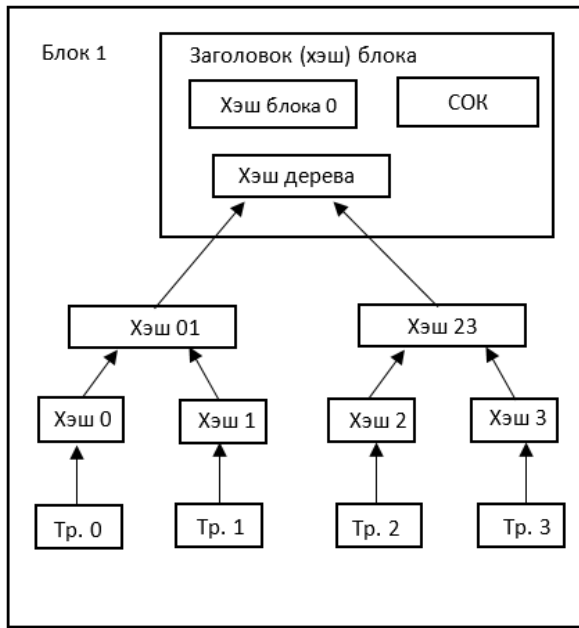 Блок 1
Заголовок (хэш) блока
Хэш блока 0
СОК
Хэш дерева
Хэш 01
Хэш 23
Хэш 0
Хэш 1
Хэш 2
Хэш 3
Тр. 0
Тр. 1
Тр. 2
Тр. 3